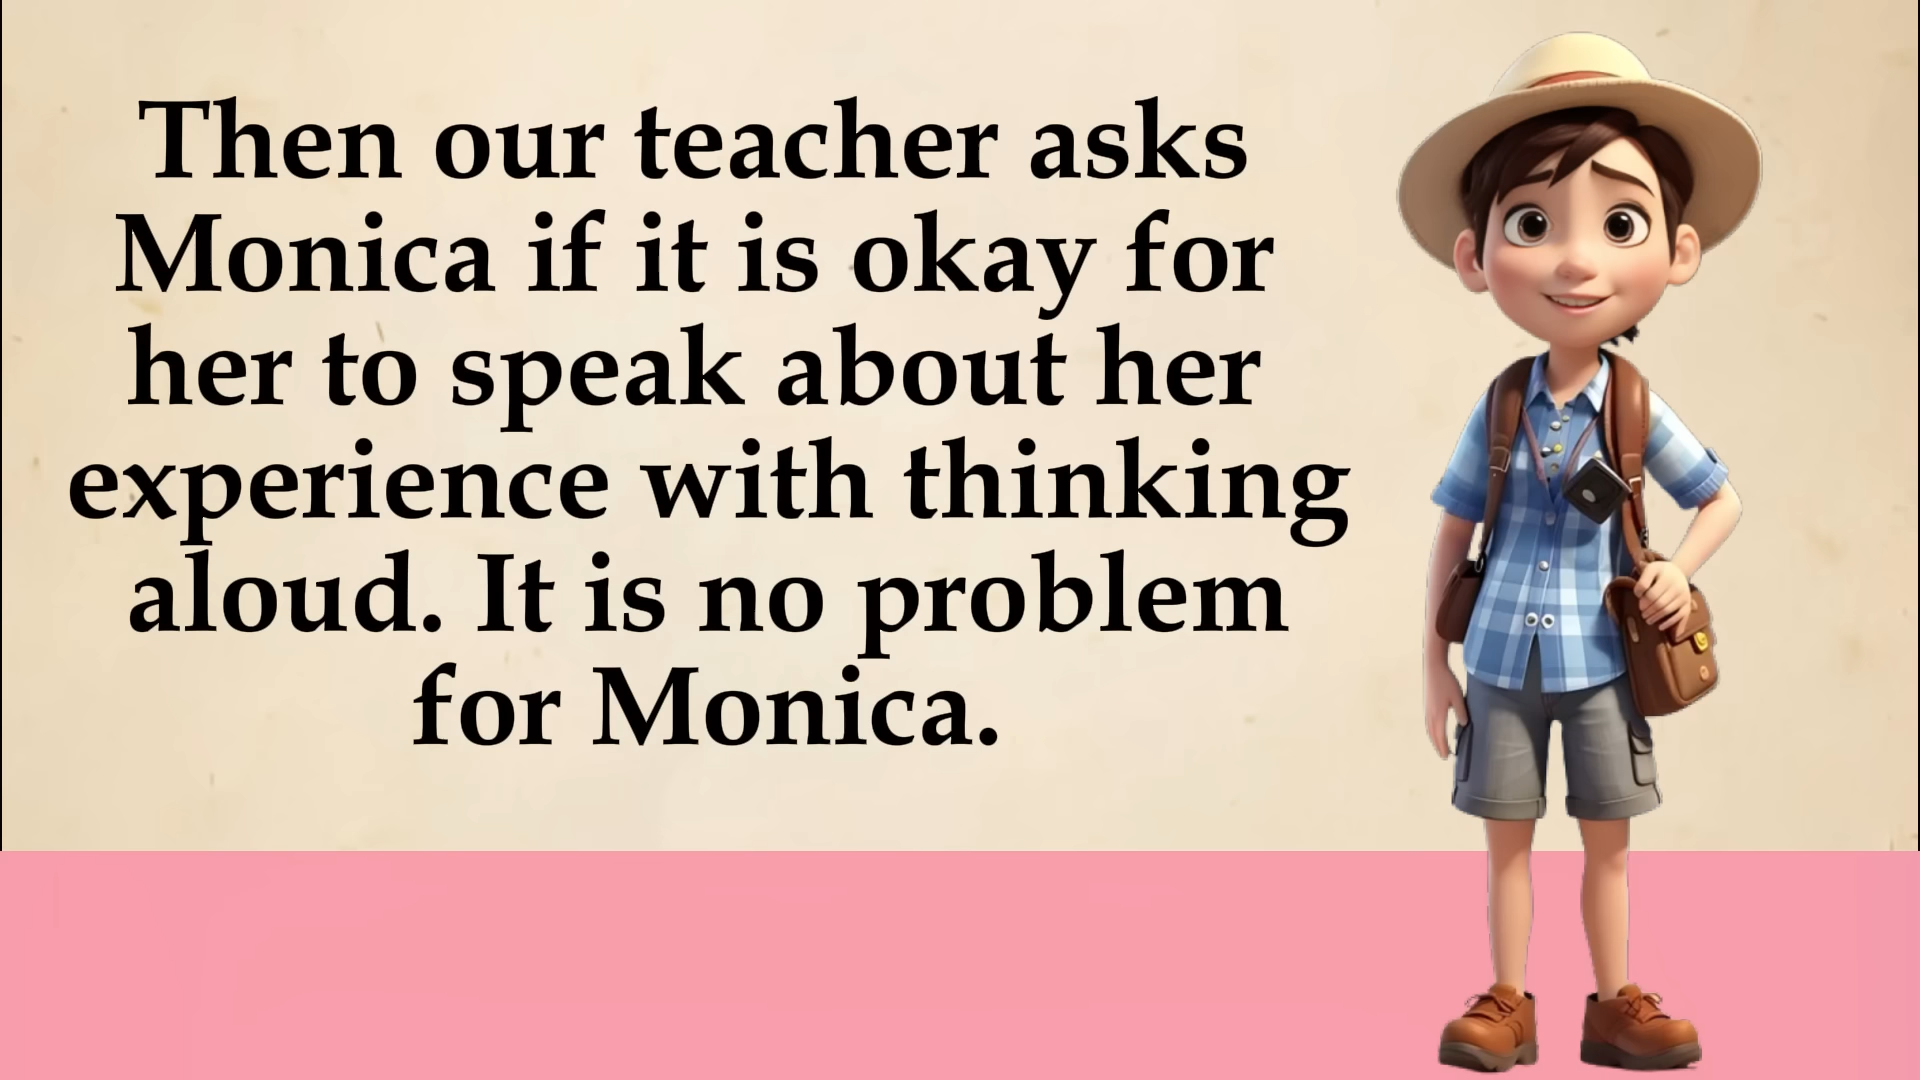 Then our teacher asks
Monica if it is okay for
her to speak about her
experience with thinking
aloud. It is no problem
for Monica.